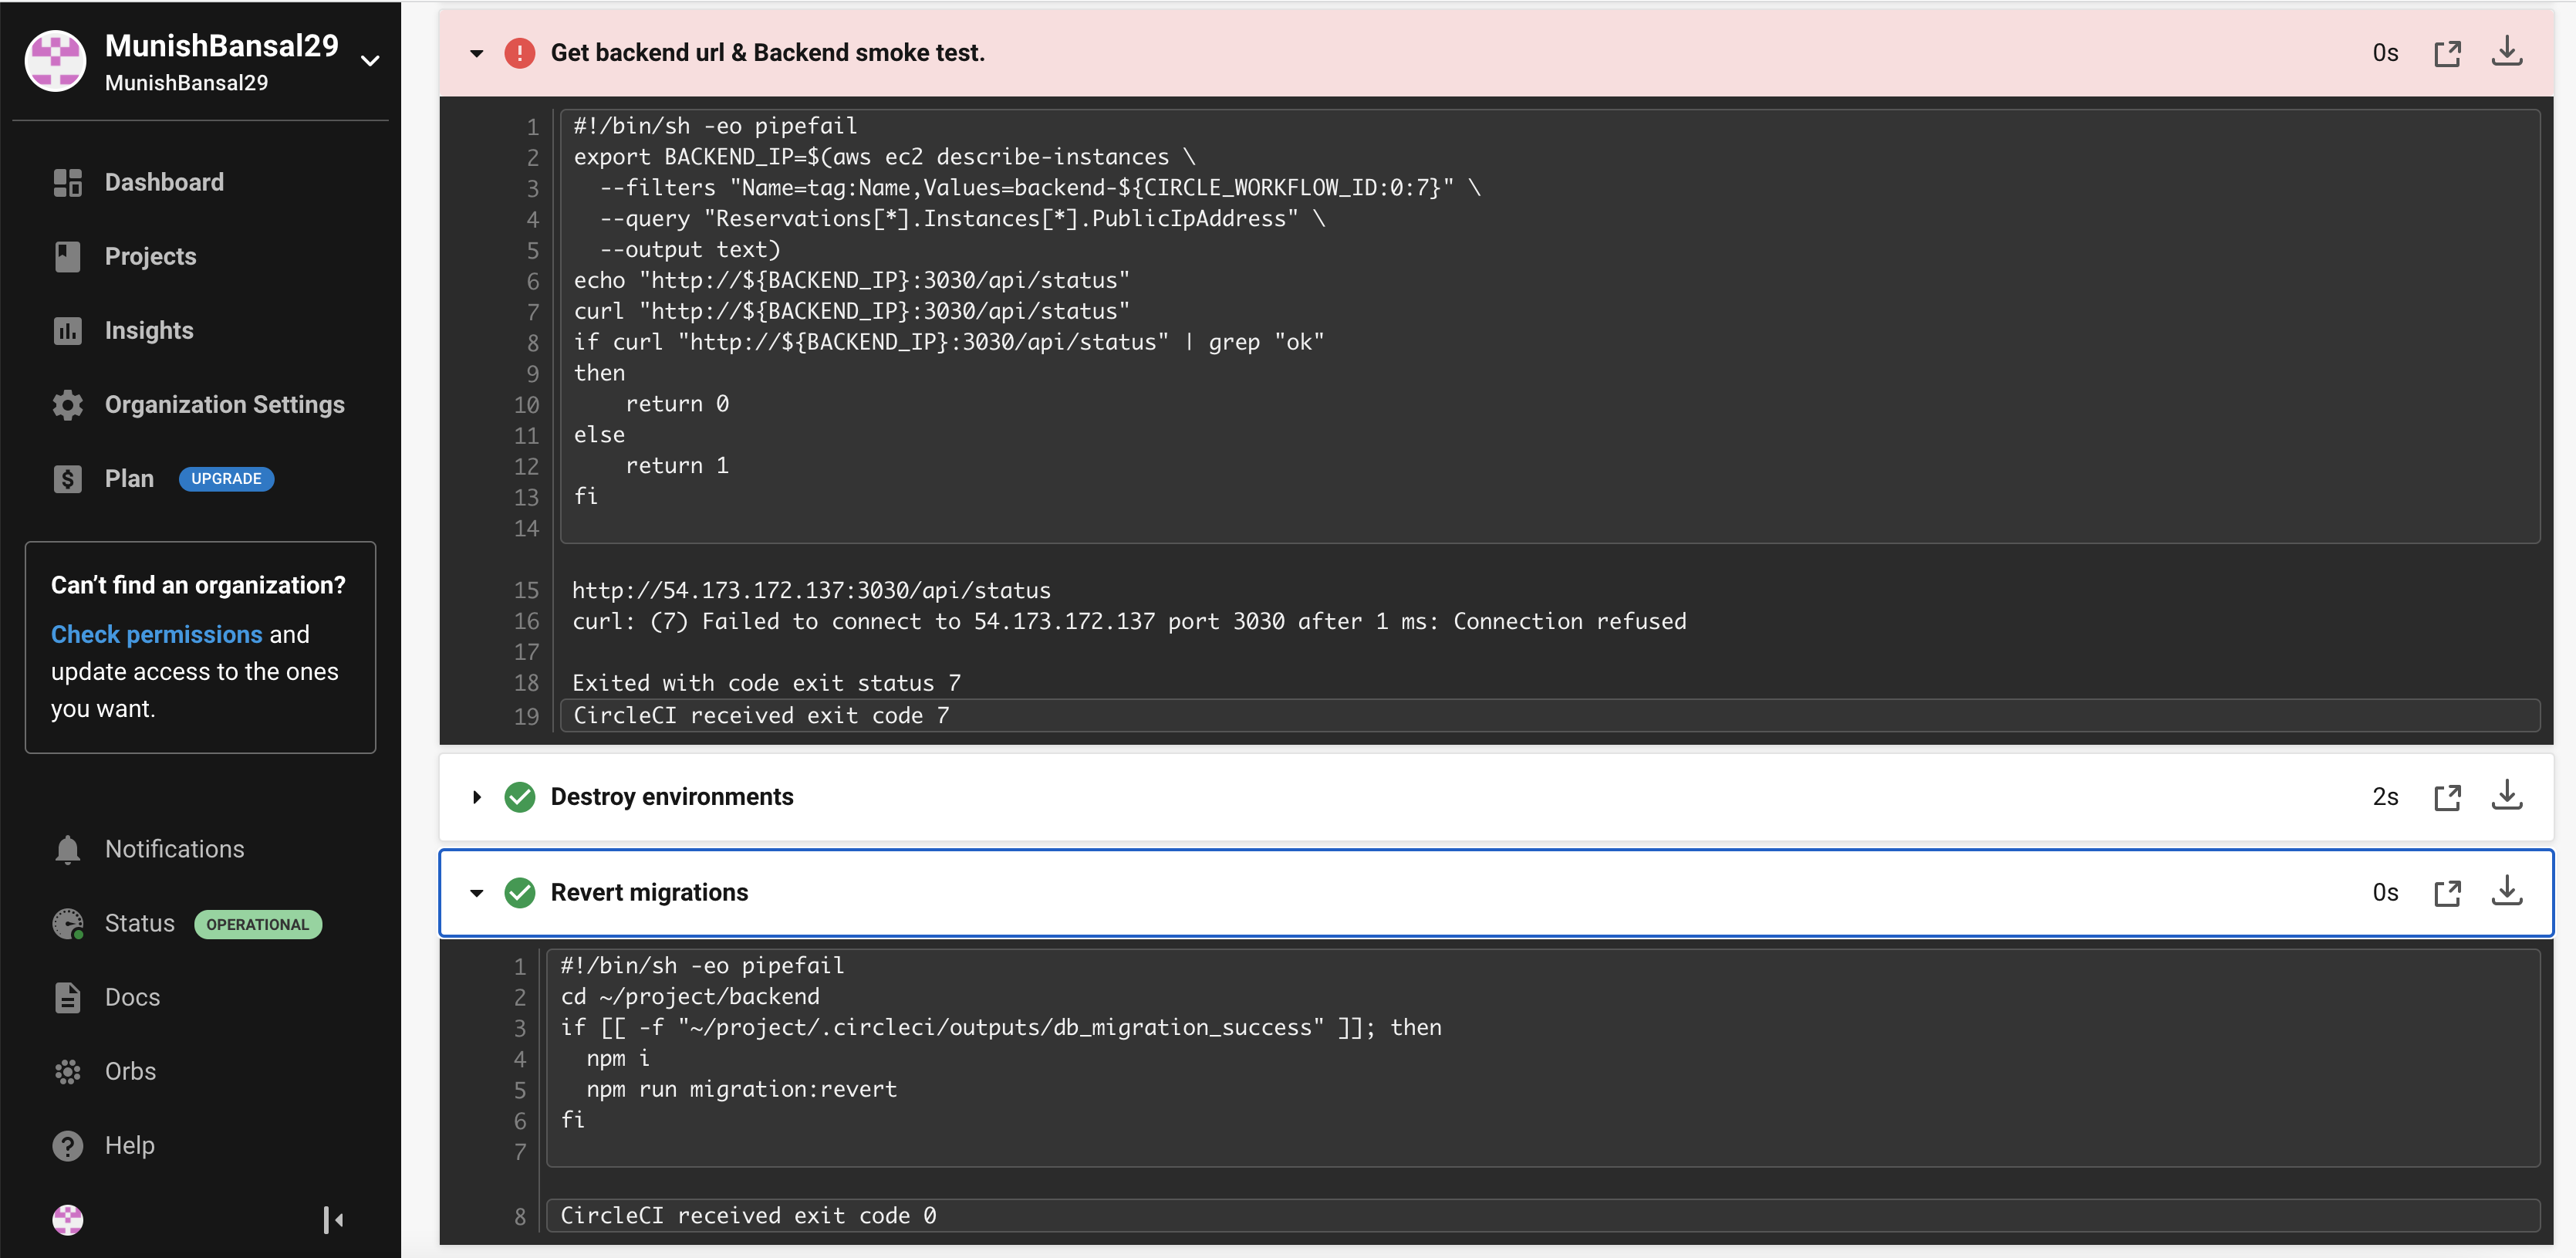 MunishBansal29
MunishBansal29
Dashboard
Projects
Insights
Organization Settings
Plan UPGRADE
Can’t find an organization?
Check permissions and
update access to the ones
you want.
Notifications
Status OPERATIONAL
Docs
Orbs
Help
Get backend url & Backend smoke test. 0s
1 #!/bin/sh -eo pipefail
2 export BACKEND_IP=$(aws ec2 describe-instances \
3 --filters "Name=tag:Name,Values=backend-${CIRCLE_WORKFLOW_ID:0:7}" \
4 --query "Reservations[*].Instances[*].PublicIpAddress" \
5 --output text)
6 echo "http://${BACKEND_IP}:3030/api/status"
7 curl "http://${BACKEND_IP}:3030/api/status"
8 if curl "http://${BACKEND_IP}:3030/api/status" | grep "ok"
9 then
10 return 0
11 else
12 return 1
13 fi
14
15 http://54.173.172.137:3030/api/status
16 curl: (7) Failed to connect to 54.173.172.137 port 3030 after 1 ms: Connection refused
17
18 Exited with code exit status 7
19 CircleCI received exit code 7
Destroy environments 2s
Revert migrations 0s
1 #!/bin/sh -eo pipefail
2 cd ~/project/backend
3 if [[ -f "~/project/.circleci/outputs/db_migration_success" ]]; then
4 npm i
5 npm run migration:revert
6 fi
7
8 CircleCI received exit code 0